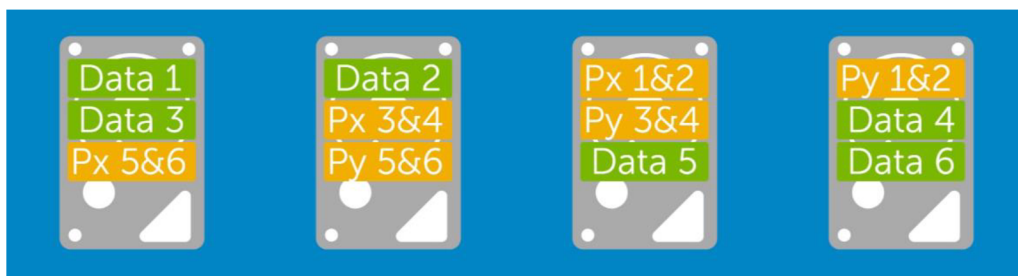 Data 1
Data 3
Px 5&6
Data 2
Px 3&4
Py 5&6
Px 1&2
Py 3&4
Data 5
Py 1&2
Data 4
Data 6